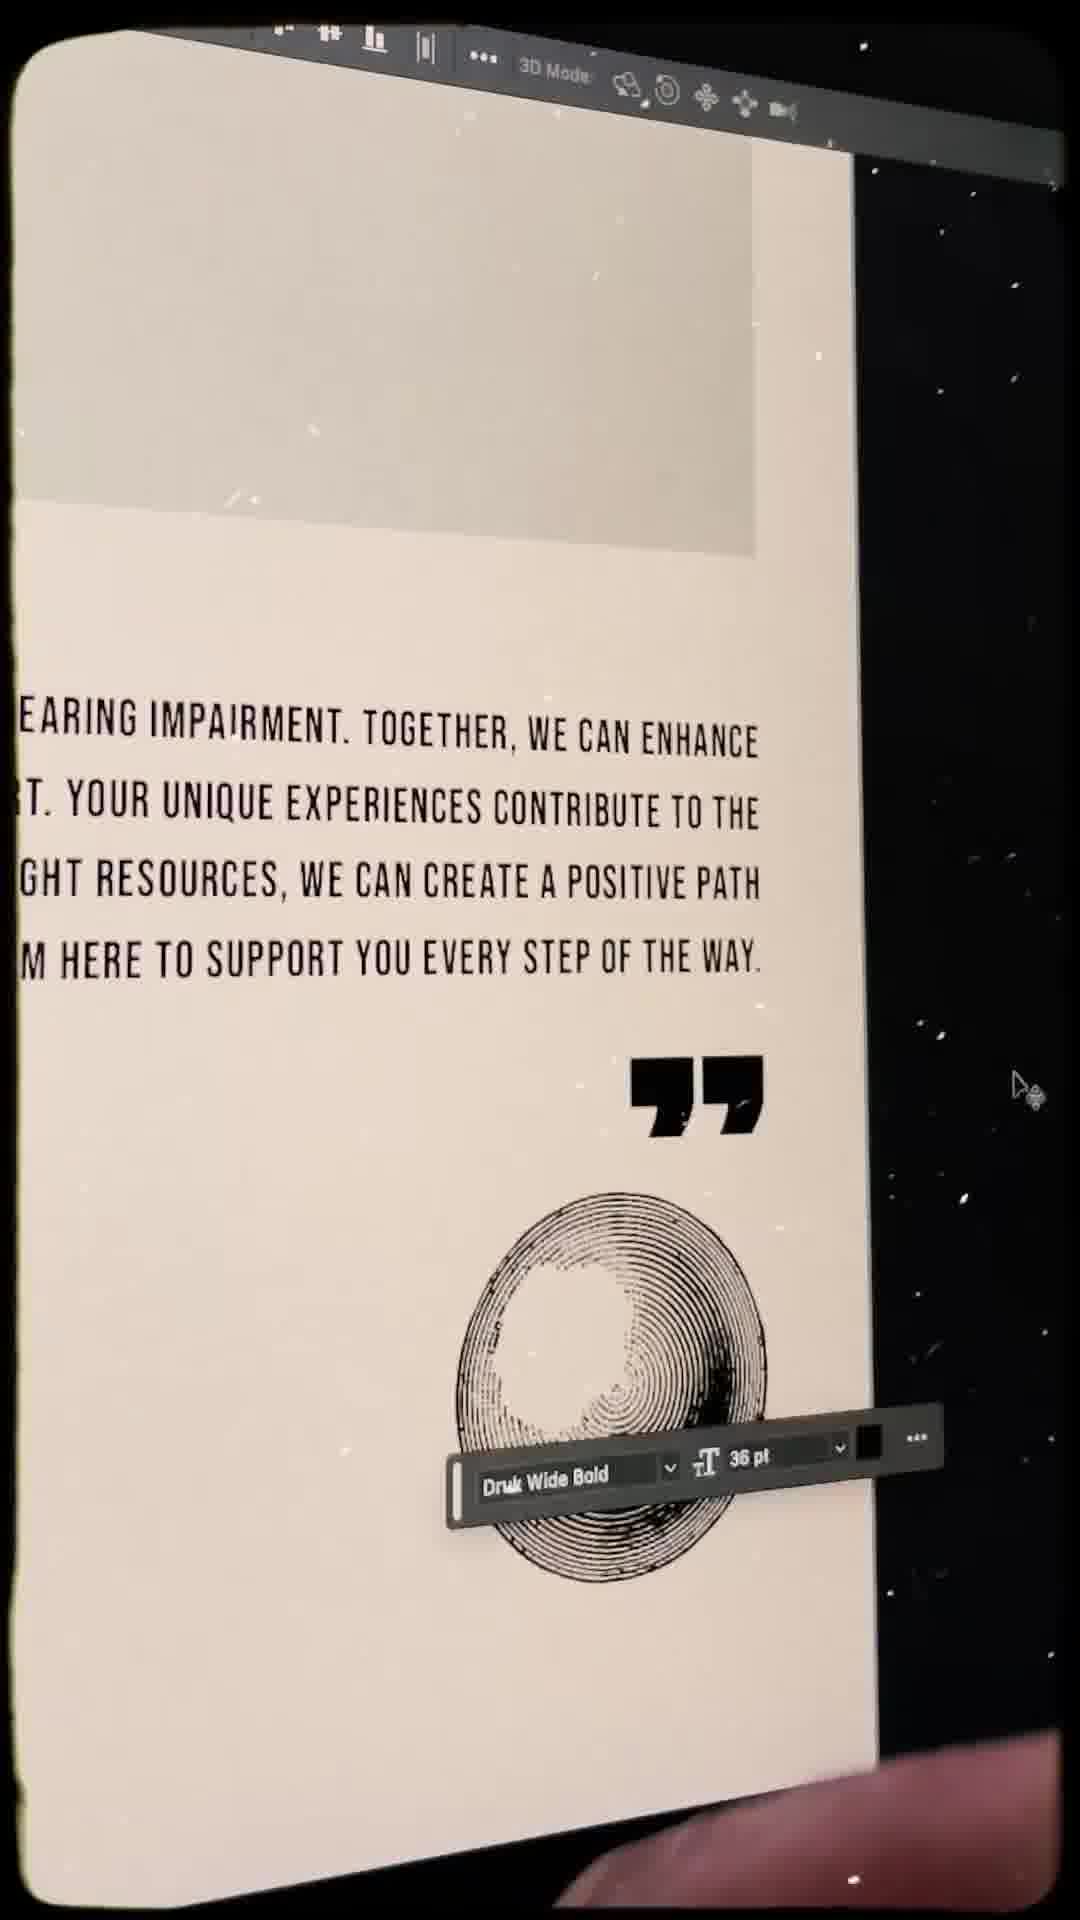 3D Mode:
EARING IMPAIRMENT. TOGETHER, WE CAN ENHANCE
RT. YOUR UNIQUE EXPERIENCES CONTRIBUTE TO THE
GHT RESOURCES, WE CAN CREATE A POSITIVE PATH
M HERE TO SUPPORT YOU EVERY STEP OF THE WAY.
”
Druk Wide Bold 36 pt